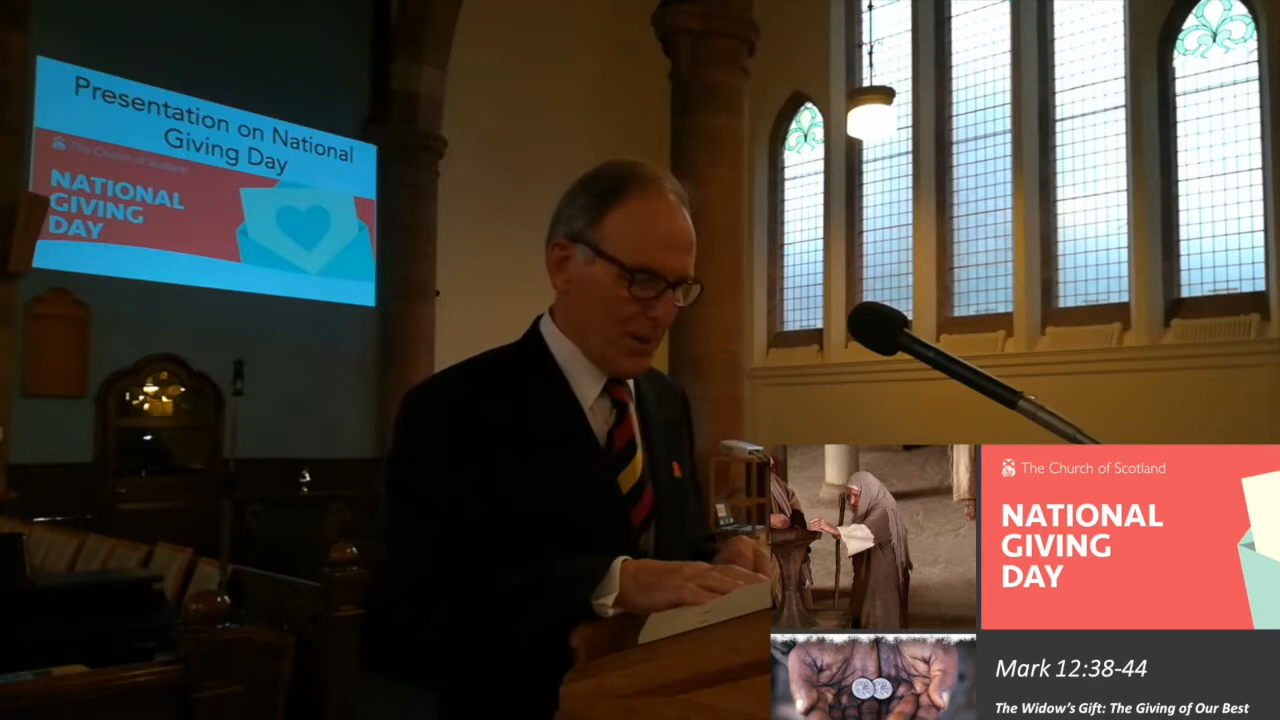 Presentation on National
Giving Day
The Church of Scotland
NATIONAL
GIVING
DAY
The Church of Scotland
NATIONAL
GIVING
DAY
Mark 12:38-44
The Widow's Gift: The Giving of Our Best